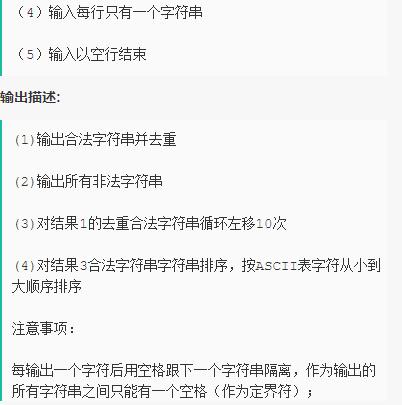 （4）输入每行只有一个字符串
（5）输入以空行结束
输出描述:
(1)输出合法字符串并去重
(2)输出所有非法字符串
(3)对结果1的去重合法字符串循环左移10次
(4)对结果3合法字符串字符串排序，按ASCII表字符从小到
大顺序排序
注意事项：
每输出一个字符后用空格跟下一个字符串隔离，作为输出的
所有字符串之间只能有一个空格（作为定界符）；